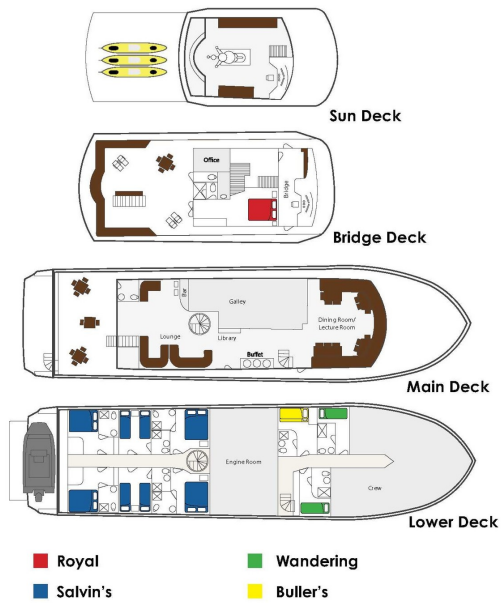 Sun Deck
Office
Bridge
Bridge Deck
Bar
Galley
Dining Room/
Lecture Room
Lounge
Library
Buffet
Main Deck
Engine Room
Crew
Lower Deck
Royal
Wandering
Salvin's
Buller's